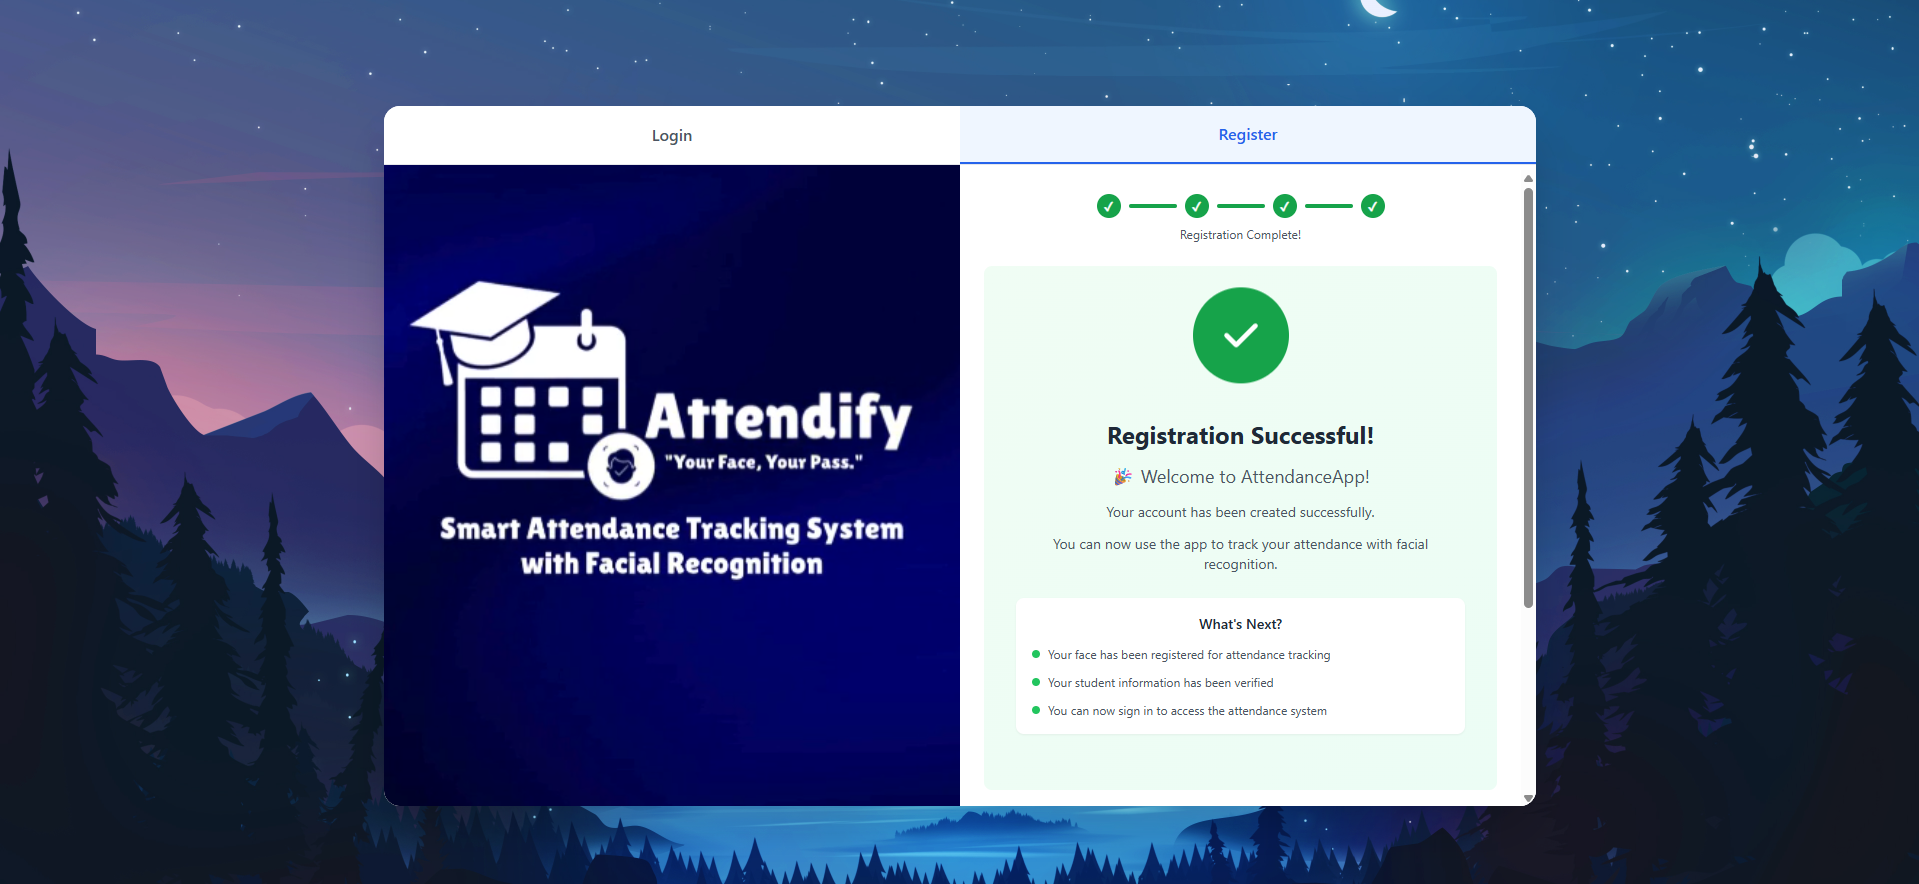 Login
Register
Attendify
"Your Face, Your Pass."
Smart Attendance Tracking System
with Facial Recognition
Registration Complete!
Registration Successful!
🎉 Welcome to AttendanceApp!
Your account has been created successfully.
You can now use the app to track your attendance with facial
recognition.
What's Next?
Your face has been registered for attendance tracking
Your student information has been verified
You can now sign in to access the attendance system